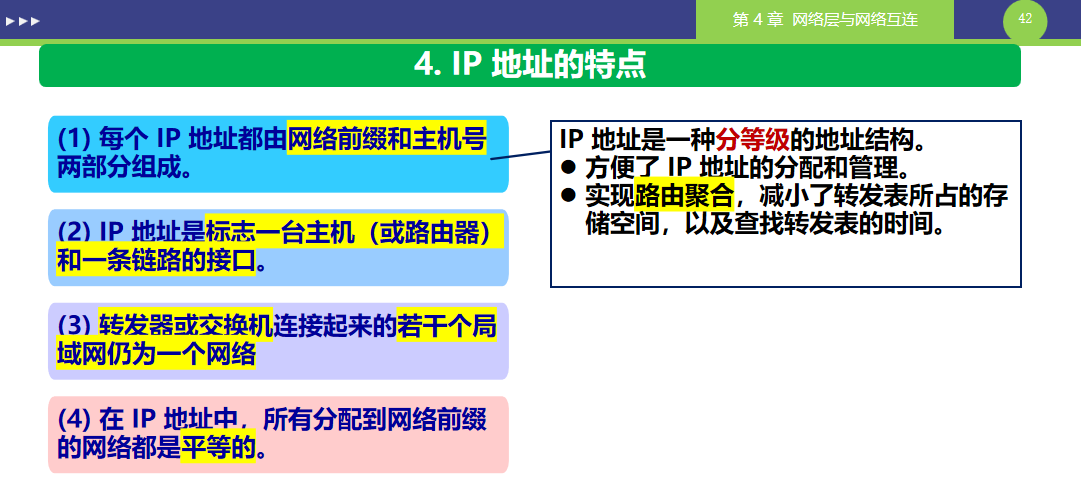 第 4 章 网络层与网络互连
42
4. IP 地址的特点
(1) 每个 IP 地址都由网络前缀和主机号
两部分组成。
(2) IP 地址是标志一台主机（或路由器）
和一条链路的接口。
(3) 转发器或交换机连接起来的若干个局
域网仍为一个网络
(4) 在 IP 地址中，所有分配到网络前缀
的网络都是平等的。
IP 地址是一种分等级的地址结构。
● 方便了 IP 地址的分配和管理。
● 实现路由聚合，减小了转发表所占的存
储空间，以及查找转发表的时间。